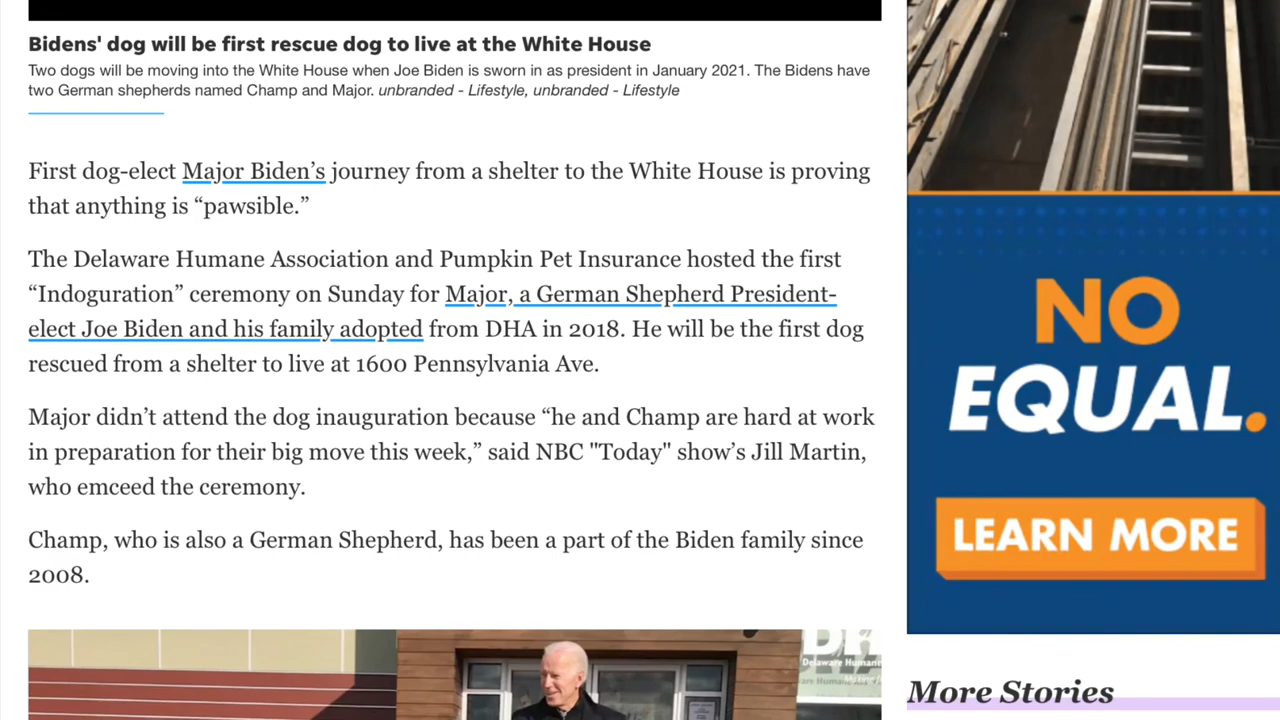 Bidens' dog will be first rescue dog to live at the White House
Two dogs will be moving into the White House when Joe Biden is sworn in as president in January 2021. The Bidens have
two German shepherds named Champ and Major. unbranded - Lifestyle, unbranded - Lifestyle
First dog-elect Major Biden’s journey from a shelter to the White House is proving
that anything is “pawsible.”
The Delaware Humane Association and Pumpkin Pet Insurance hosted the first
“Indoguration” ceremony on Sunday for Major, a German Shepherd President-
elect Joe Biden and his family adopted from DHA in 2018. He will be the first dog
rescued from a shelter to live at 1600 Pennsylvania Ave.
Major didn’t attend the dog inauguration because “he and Champ are hard at work
in preparation for their big move this week,” said NBC "Today" show’s Jill Martin,
who emceed the ceremony.
Champ, who is also a German Shepherd, has been a part of the Biden family since
2008.
Delaware Humane
NO
EQUAL.
LEARN MORE
More Stories